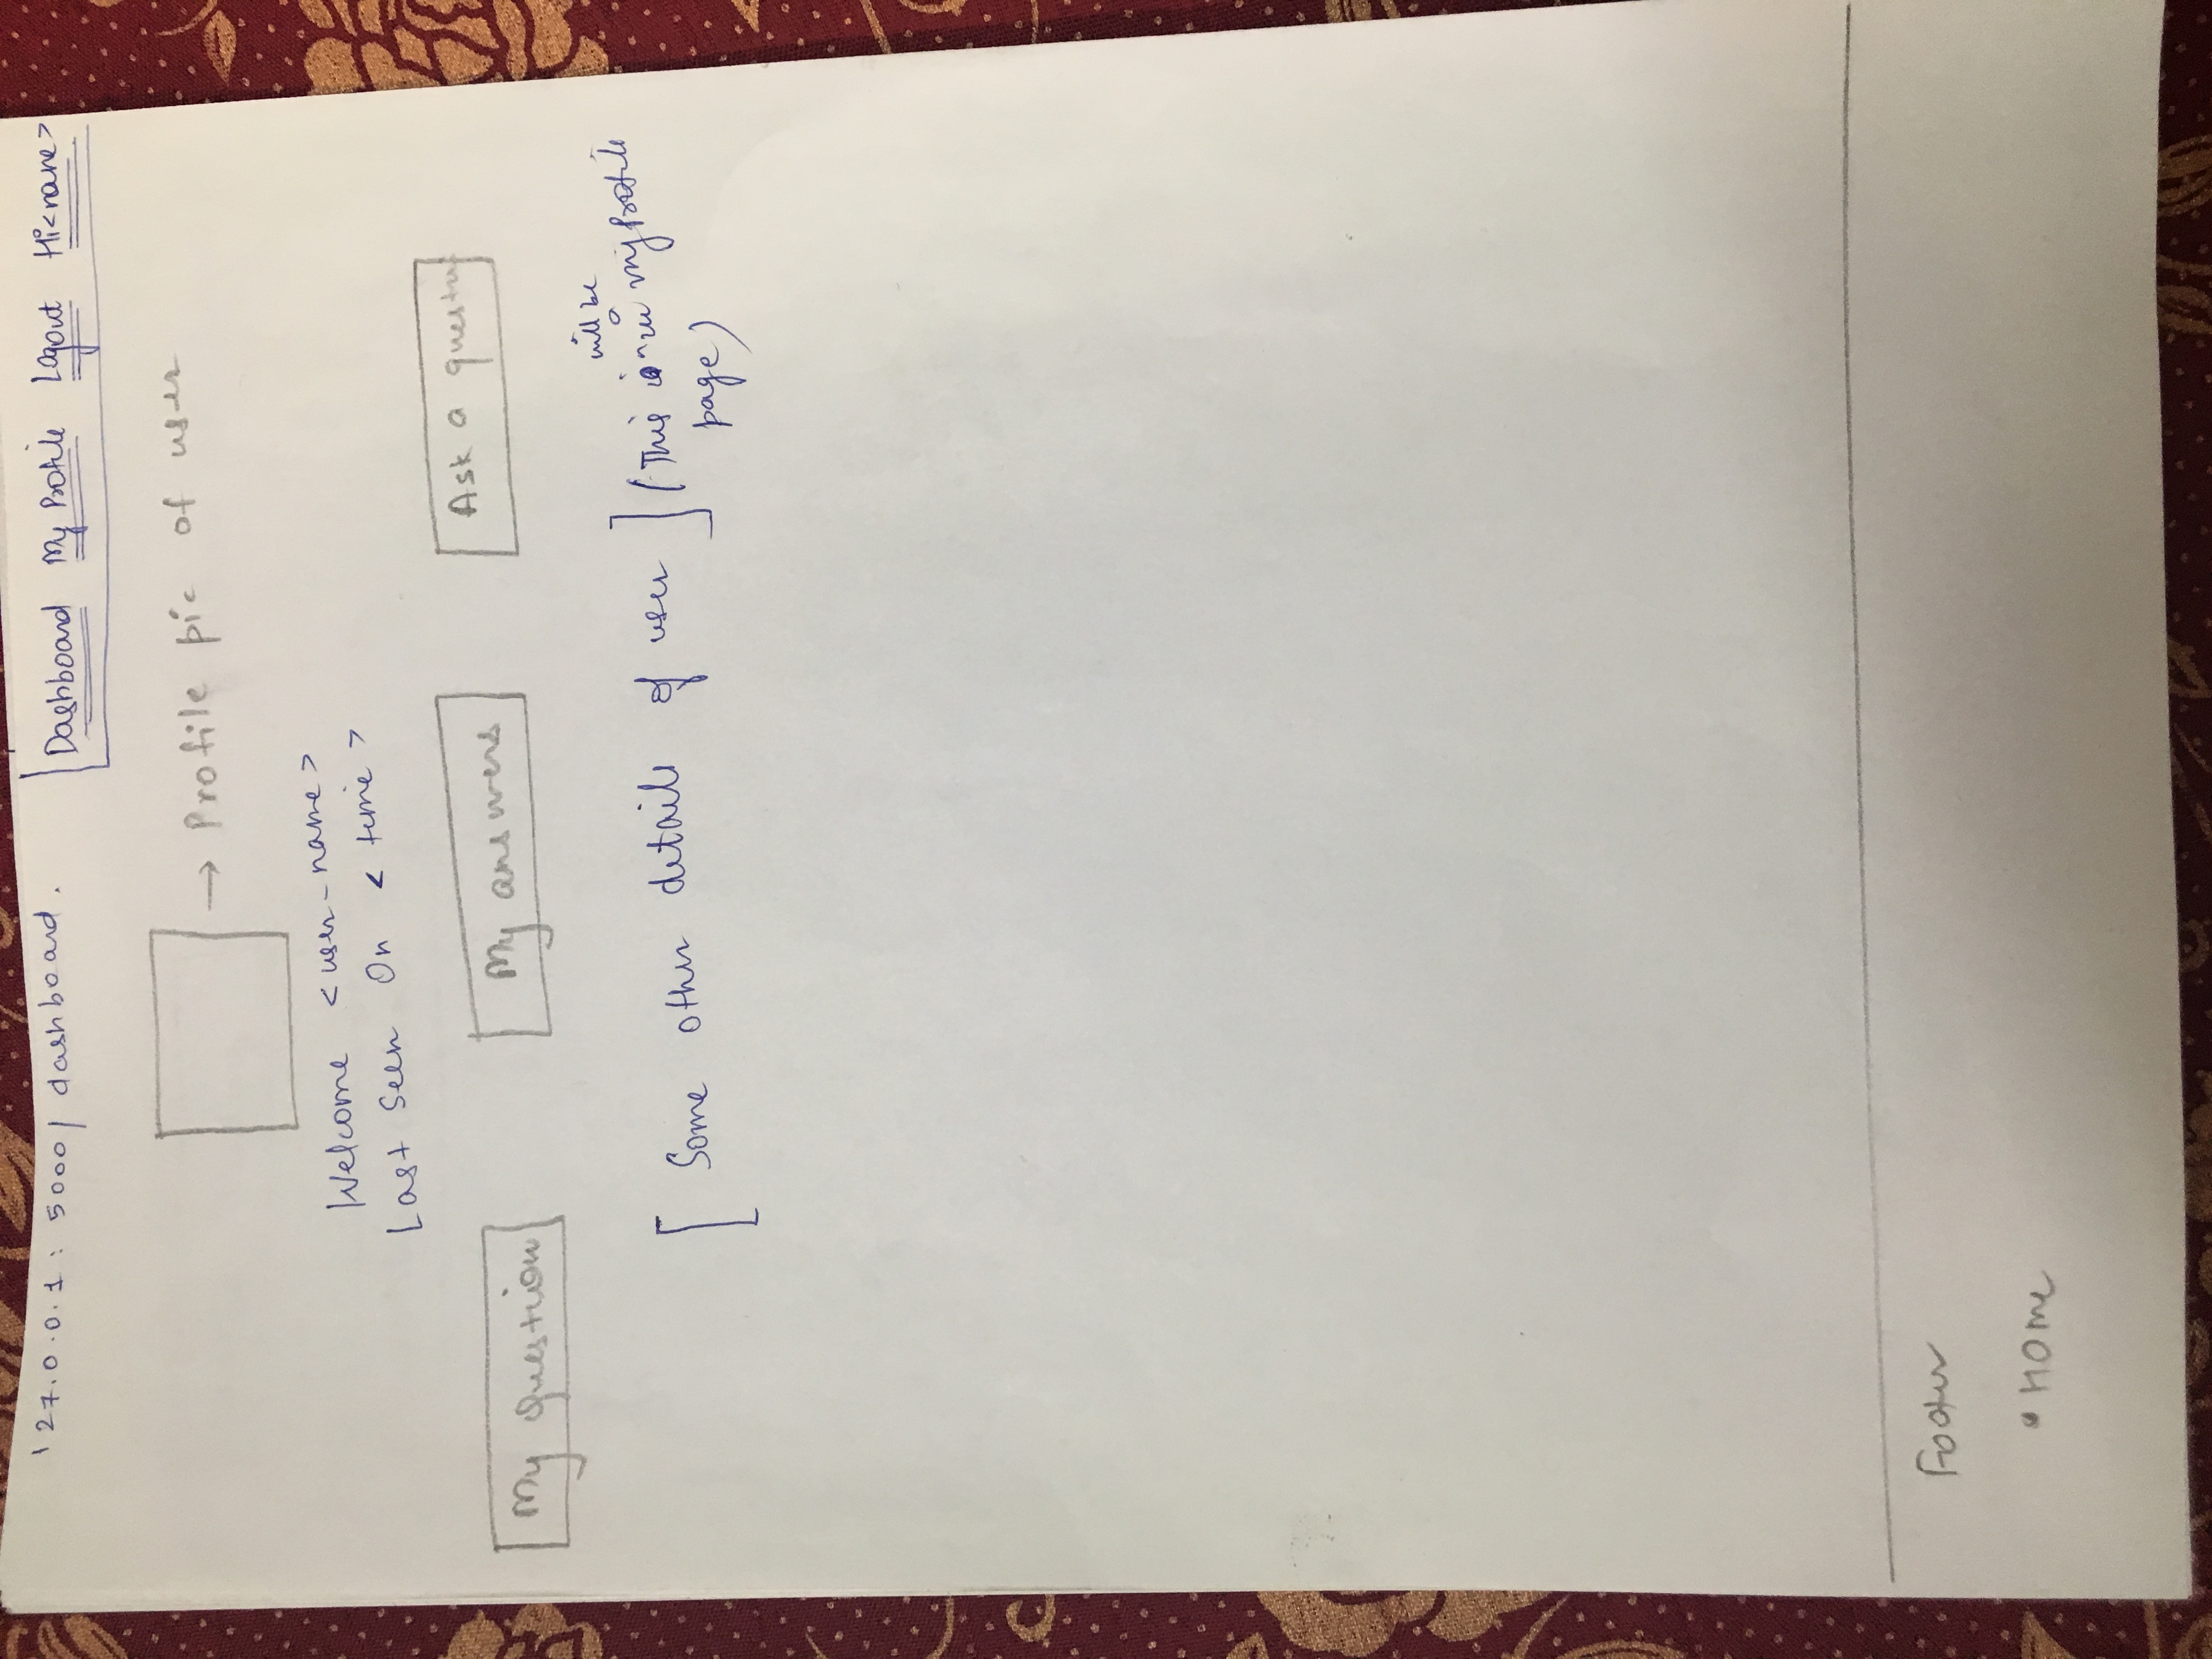 127.0.0.1:5000/dashboard.
Dashboard My Profile Logout Hi<name>
→ Profile pic of user
Welcome <user-name>
Last Seen On <time>
My question
My answers
Ask a question
[Some other details of user] (This will be in my Profile
page)
Footer
• Home